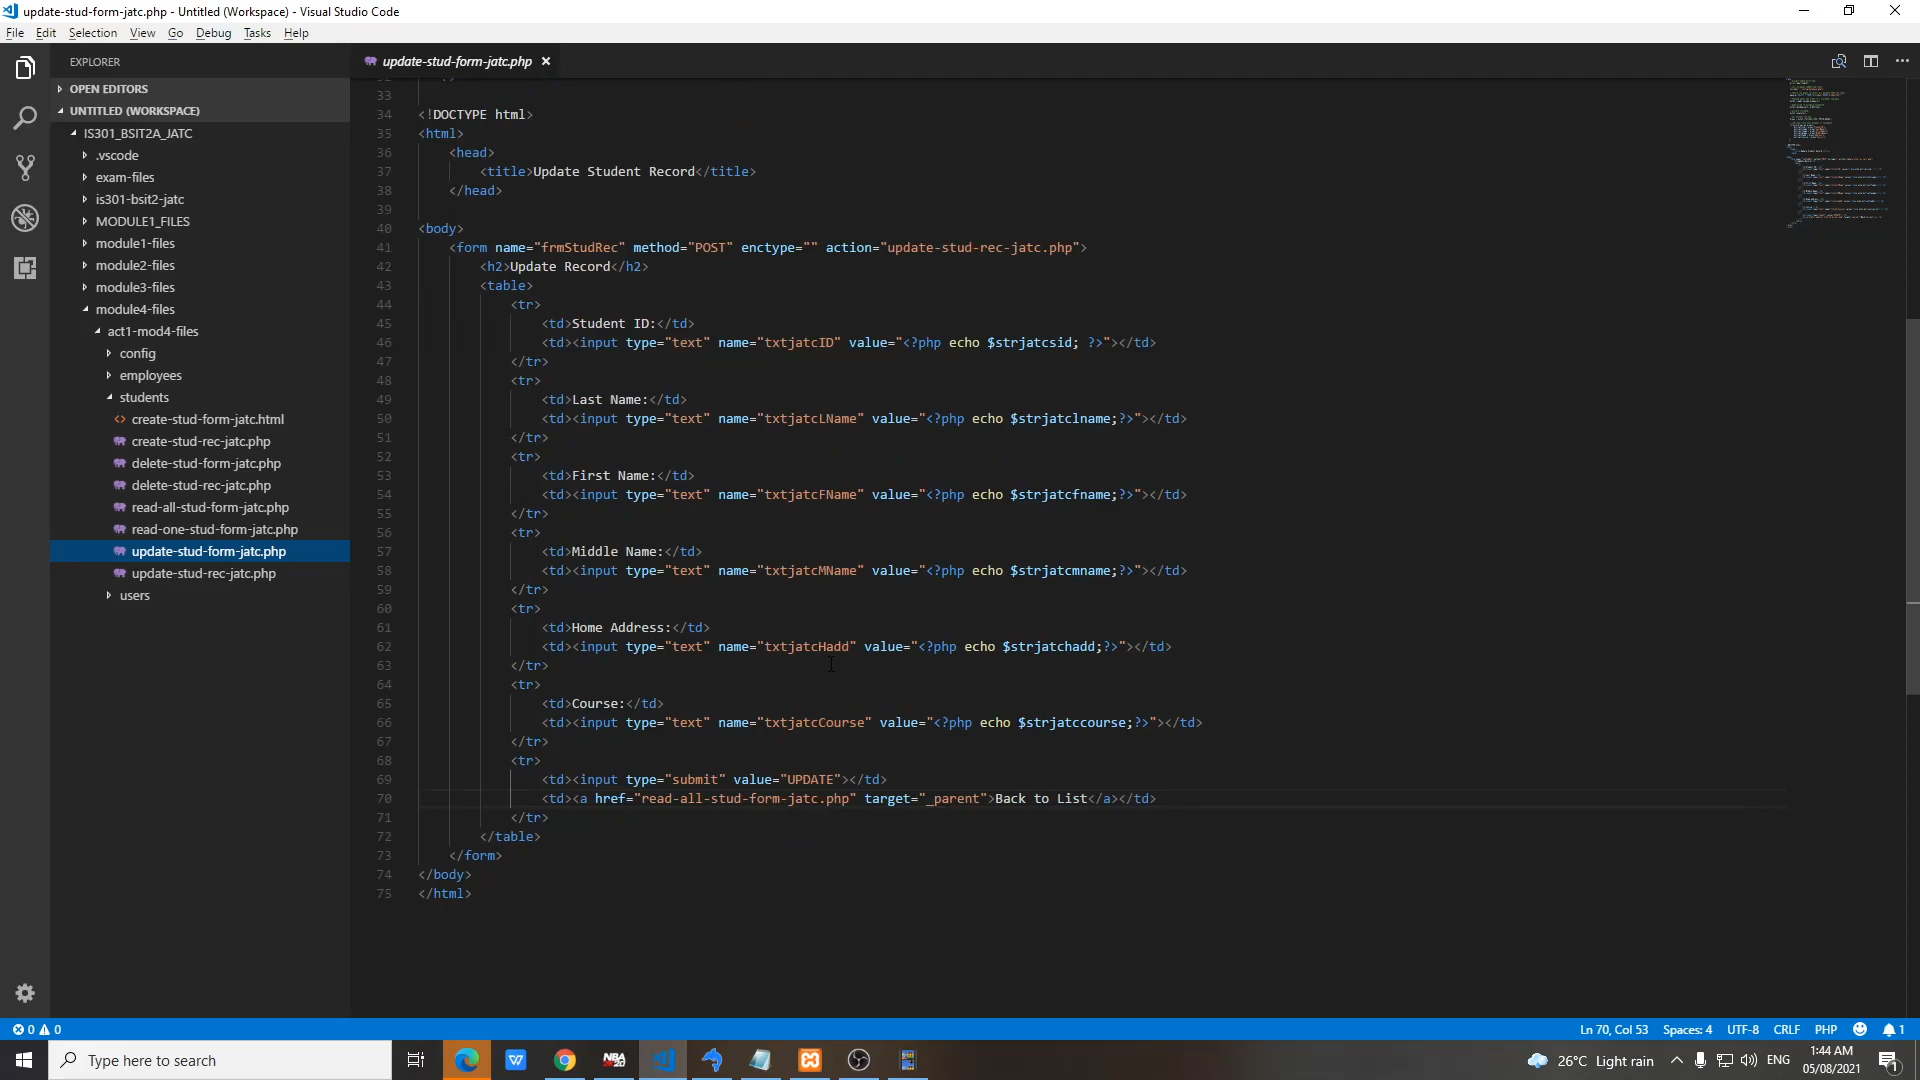 update-stud-form-jatc.php - Untitled (Workspace) - Visual Studio Code
File Edit Selection View Go Debug Tasks Help
EXPLORER
OPEN EDITORS
UNTITLED (WORKSPACE)
IS301_BSIT2A_JATC
.vscode
exam-files
is301-bsit2-jatc
MODULE1_FILES
module1-files
module2-files
module3-files
module4-files
act1-mod4-files
config
employees
students
create-stud-form-jatc.html
create-stud-rec-jatc.php
delete-stud-form-jatc.php
delete-stud-rec-jatc.php
read-all-stud-form-jatc.php
read-one-stud-form-jatc.php
update-stud-form-jatc.php
update-stud-rec-jatc.php
users
update-stud-form-jatc.php
33
34 <!DOCTYPE html>
35 <html>
36 <head>
37 <title>Update Student Record</title>
38 </head>
39
40 <body>
41 <form name="frmStudRec" method="POST" enctype="" action="update-stud-rec-jatc.php">
42 <h2>Update Record</h2>
43 <table>
44 <tr>
45 <td>Student ID:</td>
46 <td><input type="text" name="txtjatcID" value="<?php echo $strjatcsid; ?>"></td>
47 </tr>
48 <tr>
49 <td>Last Name:</td>
50 <td><input type="text" name="txtjatcLName" value="<?php echo $strjatclname;?>"></td>
51 </tr>
52 <tr>
53 <td>First Name:</td>
54 <td><input type="text" name="txtjatcFName" value="<?php echo $strjatcfname;?>"></td>
55 </tr>
56 <tr>
57 <td>Middle Name:</td>
58 <td><input type="text" name="txtjatcMName" value="<?php echo $strjatcmname;?>"></td>
59 </tr>
60 <tr>
61 <td>Home Address:</td>
62 <td><input type="text" name="txtjatcHadd" value="<?php echo $strjatchadd;?>"></td>
63 </tr>
64 <tr>
65 <td>Course:</td>
66 <td><input type="text" name="txtjatcCourse" value="<?php echo $strjatccourse;?>"></td>
67 </tr>
68 <tr>
69 <td><input type="submit" value="UPDATE"></td>
70 <td><a href="read-all-stud-form-jatc.php" target="_parent">Back to List</a></td>
71 </tr>
72 </table>
73 </form>
74 </body>
75 </html>
0 0 Ln 70, Col 53 Spaces: 4 UTF-8 CRLF PHP 1
Type here to search
NBA
26°C Light rain
ENG
1:44 AM
05/08/2021
1